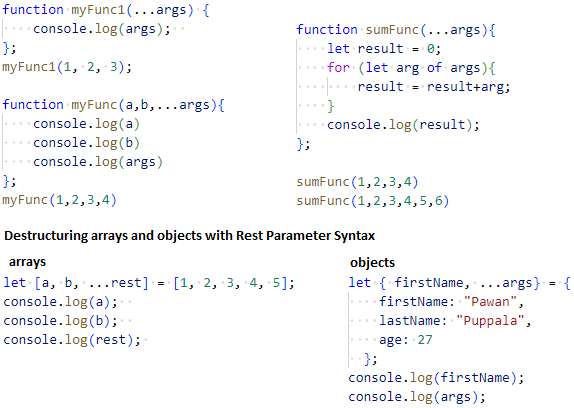 function myFunc1(...args) {
    console.log(args);
};
myFunc1(1, 2, 3);
function myFunc(a,b,...args){
    console.log(a)
    console.log(b)
    console.log(args)
};
myFunc(1,2,3,4)
function sumFunc(...args){
    let result = 0;
    for (let arg of args){
        result = result+arg;
    }
    console.log(result);
};
sumFunc(1,2,3,4)
sumFunc(1,2,3,4,5,6)
Destructuring arrays and objects with Rest Parameter Syntax
arrays
let [a, b, ...rest] = [1, 2, 3, 4, 5];
console.log(a);
console.log(b);
console.log(rest);
objects
let { firstName, ...args} = {
    firstName: "Pawan",
    lastName: "Puppala",
    age: 27
  };
console.log(firstName);
console.log(args);